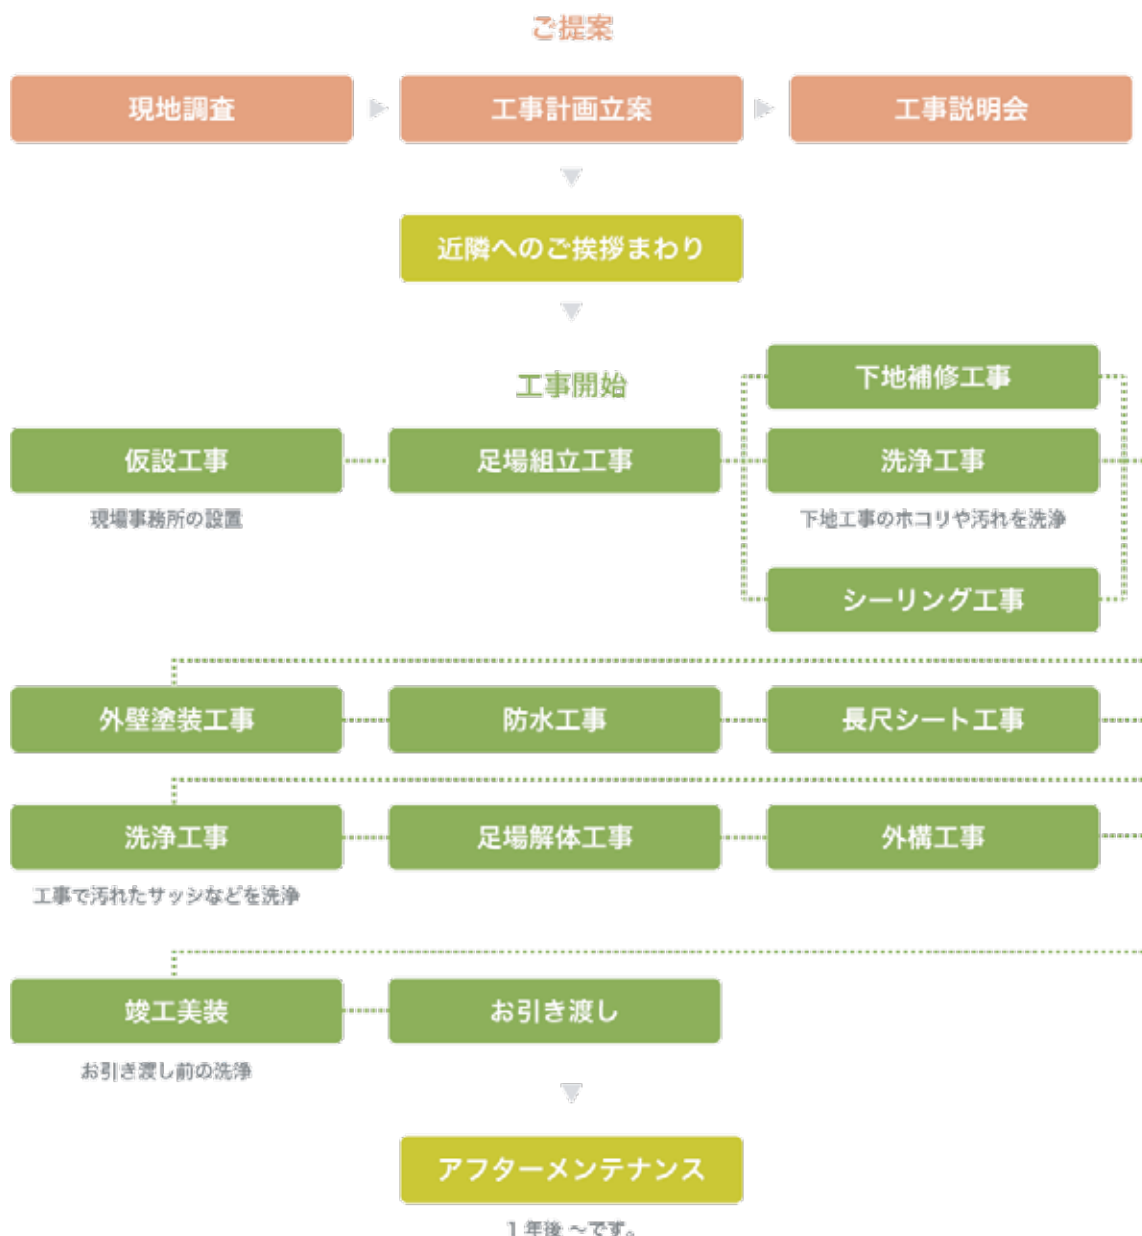 ご提案
現地調査
工事計画立案
工事説明会
近隣へのご挨拶まわり
工事開始
下地補修工事
仮設工事
足場組立工事
洗浄工事
現場事務所の設置
下地工事のホコリや汚れを洗浄
シーリング工事
外壁塗装工事
防水工事
長尺シート工事
洗浄工事
足場解体工事
外構工事
工事で汚れたサッシなどを洗浄
竣工美装
お引き渡し
お引き渡し前の洗浄
アフターメンテナンス
1年後 〜です。